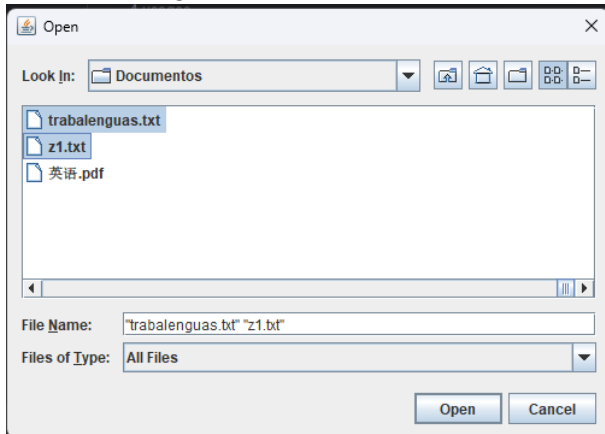 Open
Look In: Documentos
trabalenguas.txt
z1.txt
英语.pdf
File Name: "trabalenguas.txt" "z1.txt"
Files of Type: All Files
Open Cancel